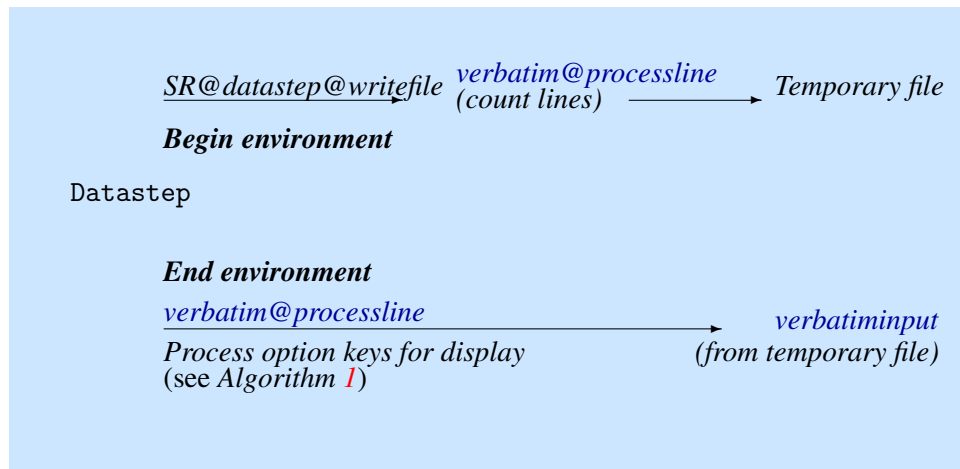 SR@datastep@writefile verbatim@processline Temporary file
(count lines)
Begin environment
Datastep
End environment
verbatim@processline verbatiminput
Process option keys for display (from temporary file)
(see Algorithm 1)